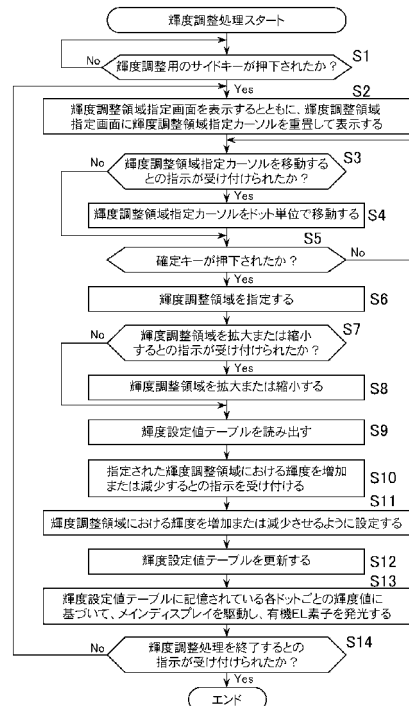 輝度調整処理スタート
S1
No
輝度調整用のサイドキーが押下されたか？
Yes
S2
輝度調整領域指定画面を表示するとともに、輝度調整領域
指定画面に輝度調整領域指定カーソルを重畳して表示する
S3
No
輝度調整領域指定カーソルを移動する
との指示が受け付けられたか？
Yes
S4
輝度調整領域指定カーソルをドット単位で移動する
S5
確定キーが押下されたか？
No
Yes
S6
輝度調整領域を指定する
S7
No
輝度調整領域を拡大または縮小
するとの指示が受け付けられたか？
Yes
S8
輝度調整領域を拡大または縮小する
S9
輝度設定値テーブルを読み出す
S10
指定された輝度調整領域における輝度を増加
または減少するとの指示を受け付ける
S11
輝度調整領域における輝度を増加または減少させるように設定する
S12
輝度設定値テーブルを更新する
S13
輝度設定値テーブルに記憶されている各ドットごとの輝度値に
基づいて、メインディスプレイを駆動し、有機EL素子を発光する
S14
No
輝度調整処理を終了するとの
指示が受け付けられたか？
Yes
エンド